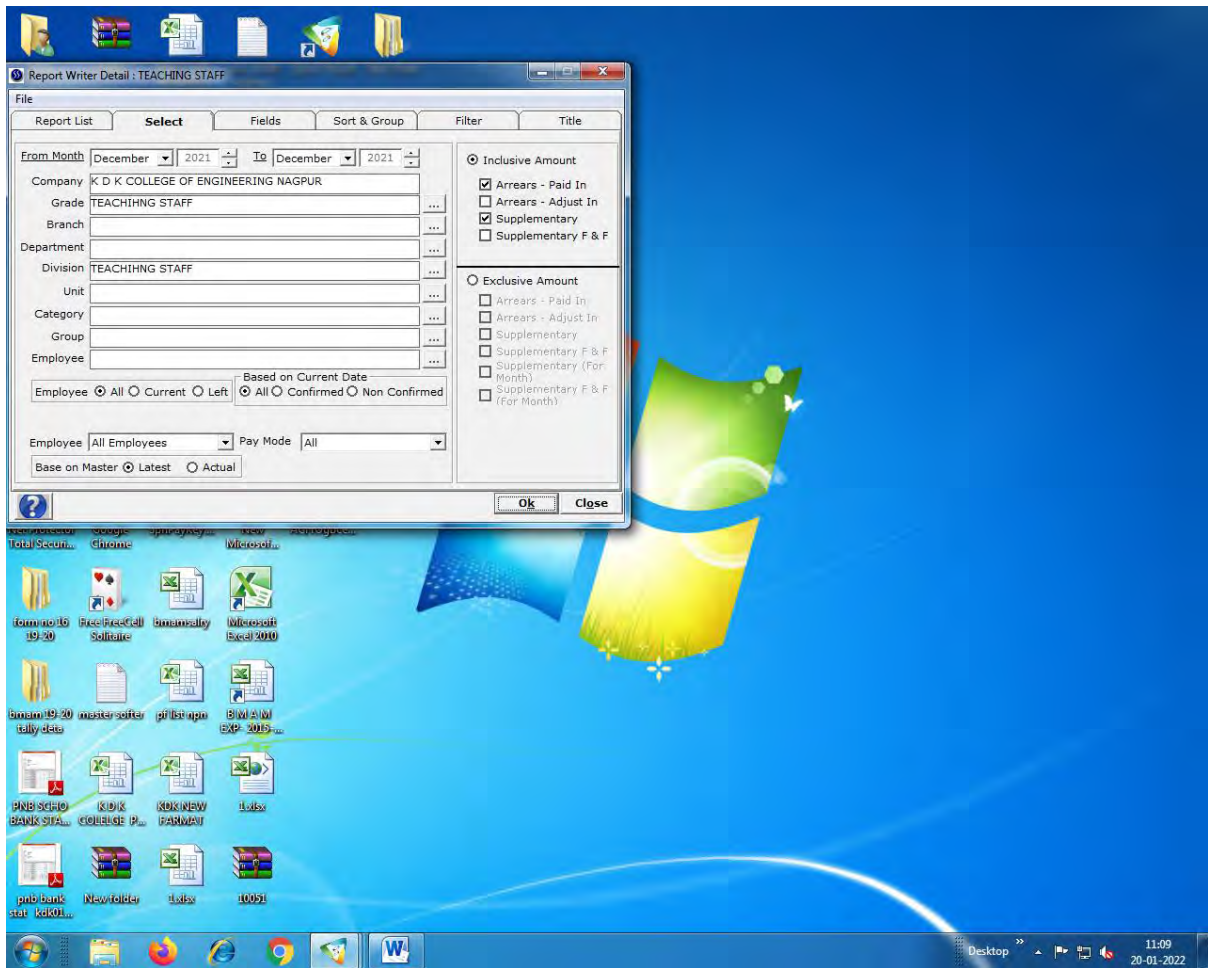 Report Writer Detail : TEACHING STAFF
File
Report List Select Fields Sort & Group Filter Title
From Month December 2021 To December 2021
Company K D K COLLEGE OF ENGINEERING NAGPUR
Grade TEACHIHNG STAFF ...
Branch ...
Department ...
Division TEACHIHNG STAFF ...
Unit ...
Category ...
Group ...
Employee ...
Based on Current Date
Employee All Current Left All Confirmed Non Confirmed
Employee All Employees Pay Mode All
Base on Master Latest Actual
Inclusive Amount
Arrears - Paid In
Arrears - Adjust In
Supplementary
Supplementary F & F
Exclusive Amount
Arrears - Paid In
Arrears - Adjust In
Supplementary
Supplementary F & F
Supplementary (For
Month)
Supplementary F & F
(For Month)
Ok Close
Total Securi... Chrome Microsoft...
form no 16 Free FreeCell bmamsalry Microsoft
19-20 Solitaire Excel 2010
bmam 19-20 master softer pf list npn B M A M
tally data EXP- 2015-...
PNB SCHO K D K KDK NEW 1.xlsx
BANK STA... COLELGE P... FARMAT
pnb bank New folder 1.xlsx 10051
stat kdk01...
Desktop » 11:09
20-01-2022